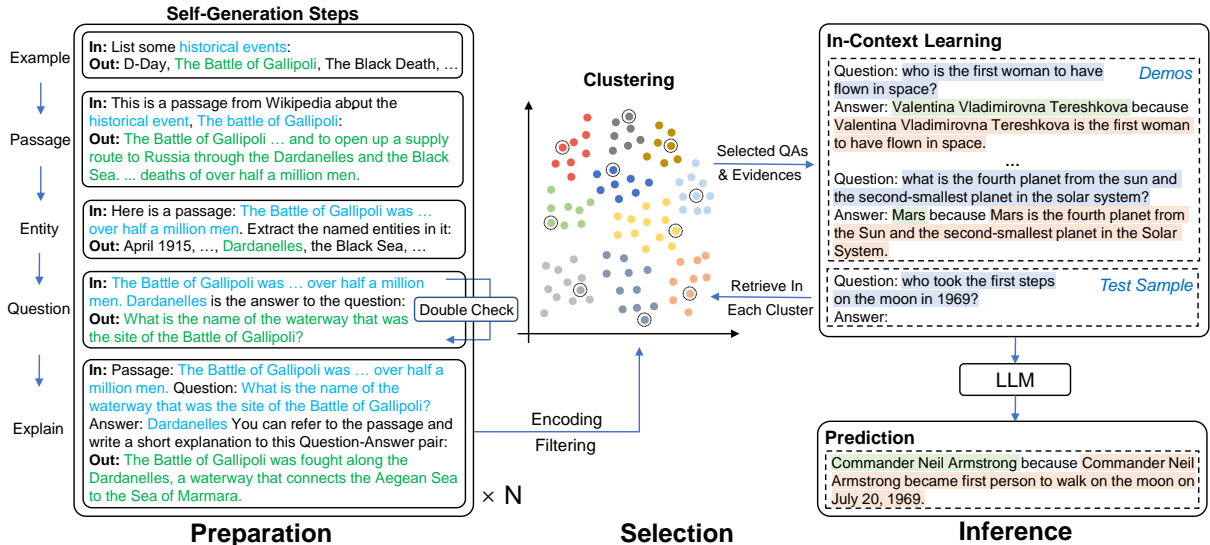 Self-Generation Steps
Example
In: List some historical events:
Out: D-Day, The Battle of Gallipoli, The Black Death, …
Passage
In: This is a passage from Wikipedia about the
historical event, The battle of Gallipoli:
Out: The Battle of Gallipoli … and to open up a supply
route to Russia through the Dardanelles and the Black
Sea. … deaths of over half a million men.
Entity
In: Here is a passage: The Battle of Gallipoli was …
over half a million men. Extract the named entities in it:
Out: April 1915, …, Dardanelles, the Black Sea, …
Question
In: The Battle of Gallipoli was … over half a million
men. Dardanelles is the answer to the question:
Out: What is the name of the waterway that was
the site of the Battle of Gallipoli?
Double Check
Explain
In: Passage: The Battle of Gallipoli was … over half a
million men. Question: What is the name of the
waterway that was the site of the Battle of Gallipoli?
Answer: Dardanelles You can refer to the passage and
write a short explanation to this Question-Answer pair:
Out: The Battle of Gallipoli was fought along the
Dardanelles, a waterway that connects the Aegean Sea
to the Sea of Marmara.
× N
Preparation
Clustering
Encoding
Filtering
Selected QAs
& Evidences
Retrieve In
Each Cluster
Selection
In-Context Learning
Demos
Question: who is the first woman to have
flown in space?
Answer: Valentina Vladimirovna Tereshkova because
Valentina Vladimirovna Tereshkova is the first woman
to have flown in space.
…
Question: what is the fourth planet from the sun and
the second-smallest planet in the solar system?
Answer: Mars because Mars is the fourth planet from
the Sun and the second-smallest planet in the Solar
System.
Question: who took the first steps
on the moon in 1969?
Test Sample
Answer:
LLM
Prediction
Commander Neil Armstrong because Commander Neil
Armstrong became first person to walk on the moon on
July 20, 1969.
Inference